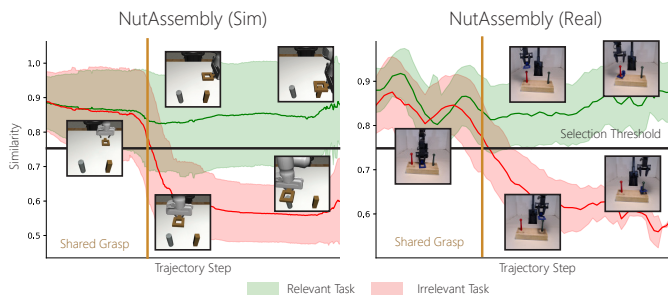 NutAssembly (Sim)
NutAssembly (Real)
Similarity
1,0
0,9
0,8
0,7
0,6
0,5
0,9
0,8
0,7
0,6
Selection Threshold
Shared Grasp
Shared Grasp
Trajectory Step
Trajectory Step
Relevant Task
Irrelevant Task